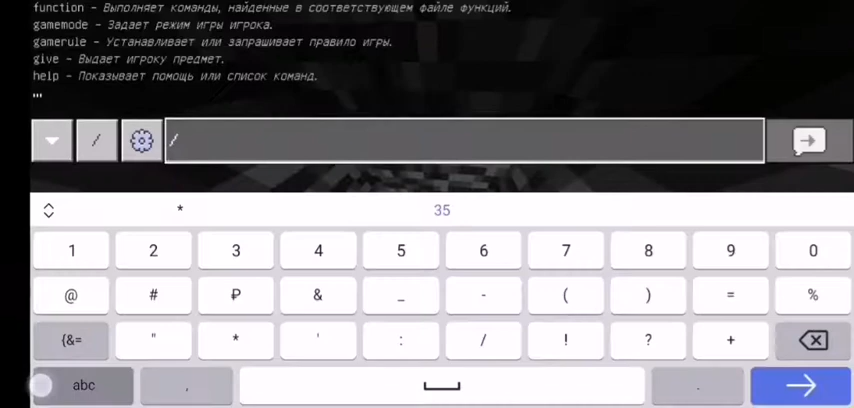 function - Выполняет команды, найденные в соответствующем файле функций.
gamemode - Задает режим игры игрока.
gamerule - Устанавливает или запрашивает правило игры.
give - Выдает игроку предмет.
help - Показывает помощь или список команд.
...
/ /
* 35
1 2 3 4 5 6 7 8 9 0
@ # ₽ & _ - ( ) = %
{&= " * ' : / ! ? +
abc , .